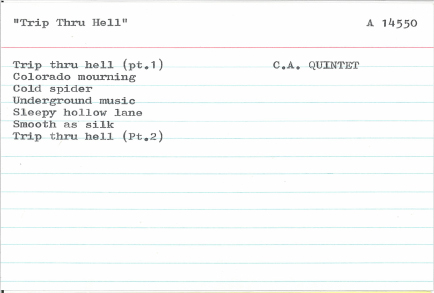 "Trip Thru Hell" A 14550
Trip thru hell (pt.1) C.A. QUINTET
Colorado mourning
Cold spider
Underground music
Sleepy hollow lane
Smooth as silk
Trip thru hell (Pt.2)